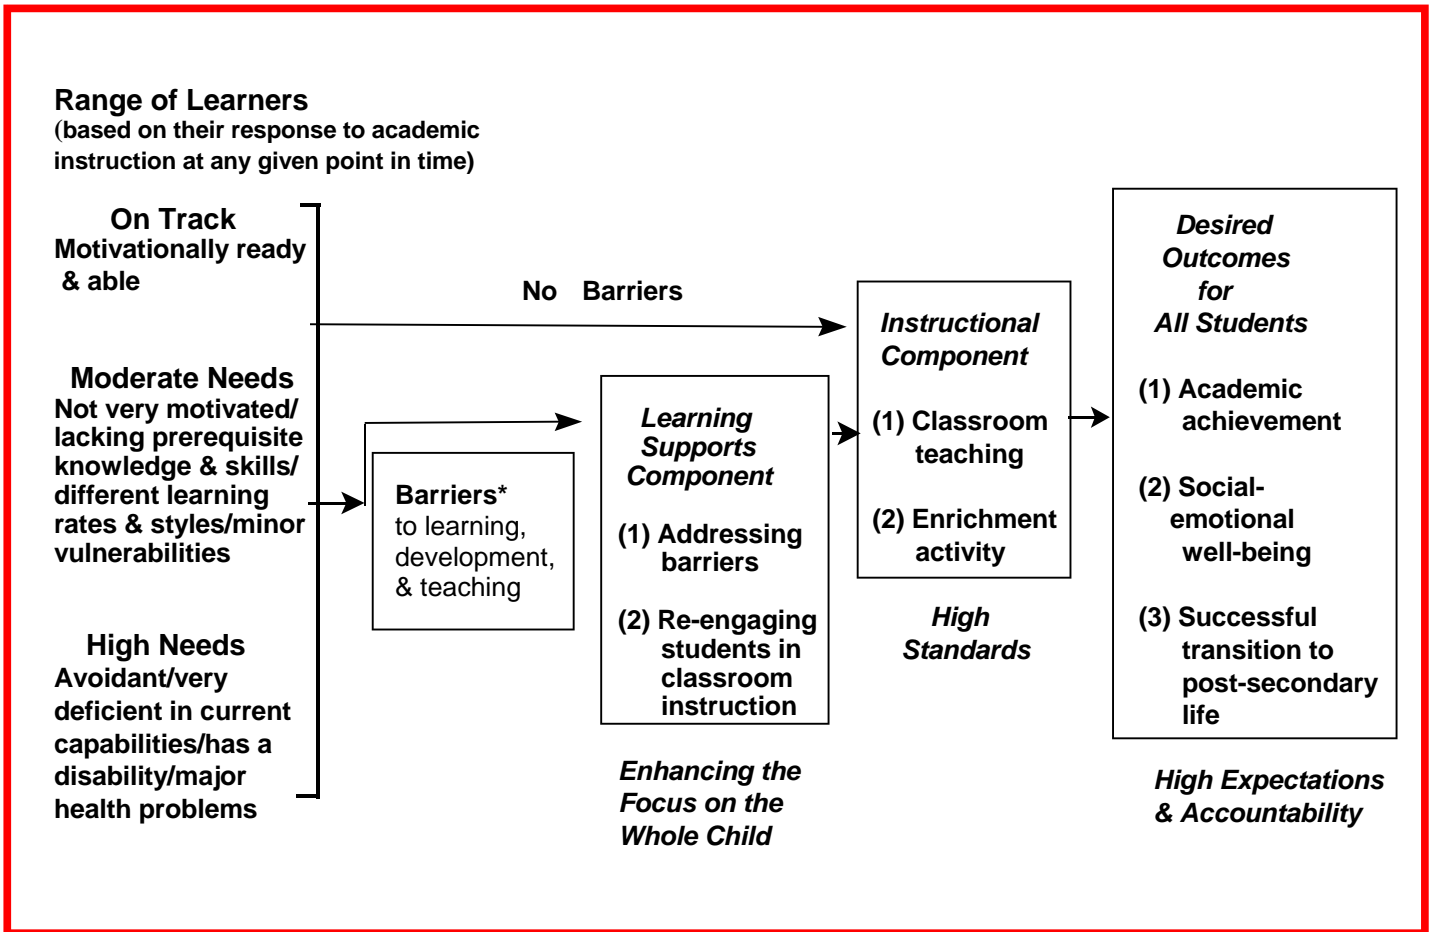 Range of Learners
(based on their response to academic
instruction at any given point in time)
On Track
Motivationally ready
& able
Moderate Needs
Not very motivated/
lacking prerequisite
knowledge & skills/
different learning
rates & styles/minor
vulnerabilities
High Needs
Avoidant/very
deficient in current
capabilities/has a
disability/major
health problems
No Barriers
Barriers*
to learning,
development,
& teaching
Learning
Supports
Component
(1) Addressing
barriers
(2) Re-engaging
students in
classroom
instruction
Enhancing the
Focus on the
Whole Child
Instructional
Component
(1) Classroom
teaching
(2) Enrichment
activity
High
Standards
Desired
Outcomes
for
All Students
(1) Academic
achievement
(2) Social-
emotional
well-being
(3) Successful
transition to
post-secondary
life
High Expectations
& Accountability